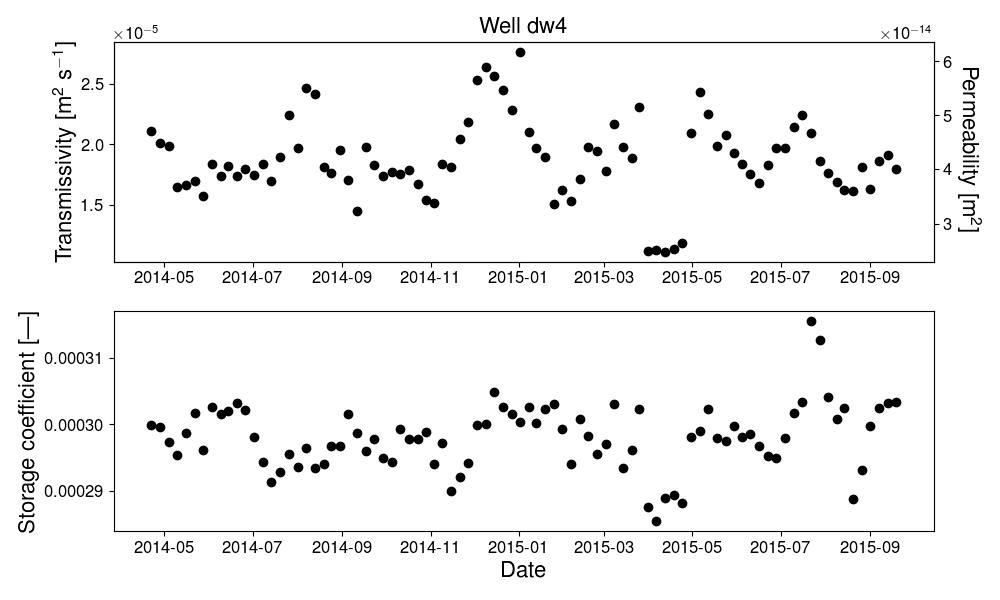 Well dw4
×10⁻⁵
×10⁻¹⁴
Transmissivity [m² s⁻¹]
2.5
2.0
1.5
6
5
4
3
Permeability [m²]
2014-05 2014-07 2014-09 2014-11 2015-01 2015-03 2015-05 2015-07 2015-09
Storage coefficient [—]
0.00031
0.00030
0.00029
2014-05 2014-07 2014-09 2014-11 2015-01 2015-03 2015-05 2015-07 2015-09
Date